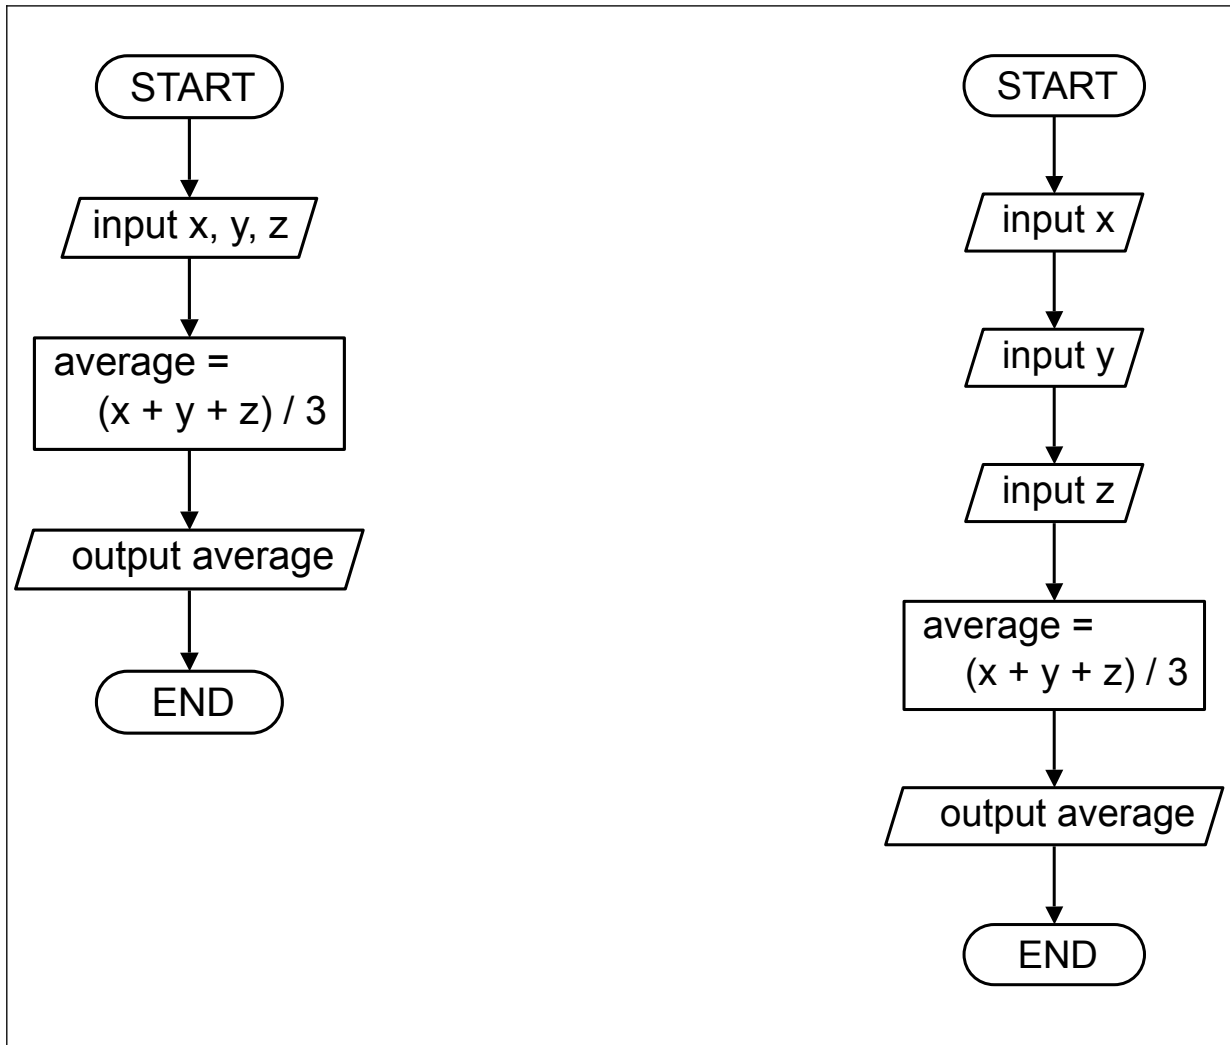 START
input x, y, z
average =
(x + y + z) / 3
output average
END
START
input x
input y
input z
average =
(x + y + z) / 3
output average
END